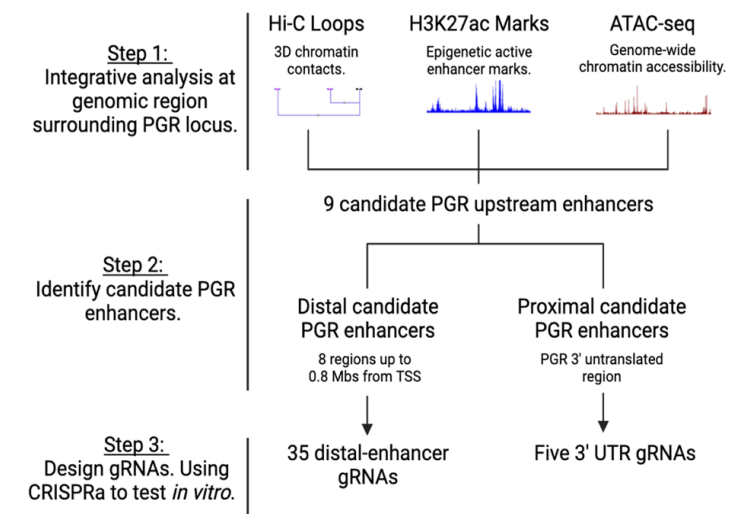 Hi-C Loops
H3K27ac Marks
ATAC-seq
3D chromatin
contacts.
Epigenetic active
enhancer marks.
Genome-wide
chromatin accessibility.
Step 1:
Integrative analysis at
genomic region
surrounding PGR locus.
9 candidate PGR upstream enhancers
Step 2:
Identify candidate PGR
enhancers.
Distal candidate
PGR enhancers
8 regions up to
0.8 Mbs from TSS
Proximal candidate
PGR enhancers
PGR 3' untranslated
region
Step 3:
Design gRNAs. Using
CRISPRa to test in vitro.
35 distal-enhancer
gRNAs
Five 3' UTR gRNAs